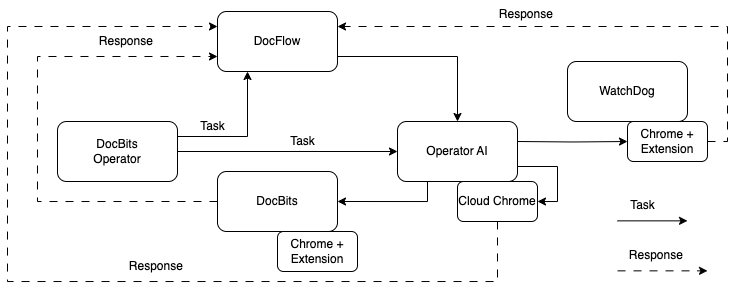 Response
Response
DocFlow
WatchDog
Task
DocBits
Operator
Task
Operator AI
Chrome +
Extension
DocBits
Cloud Chrome
Task
Chrome +
Extension
Response
Response